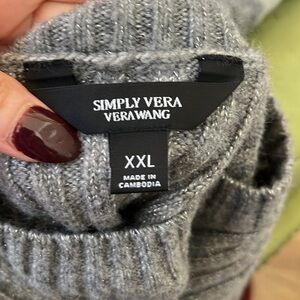 SIMPLY VERA
VERAWANG
XXL
MADE IN
CAMBODIA